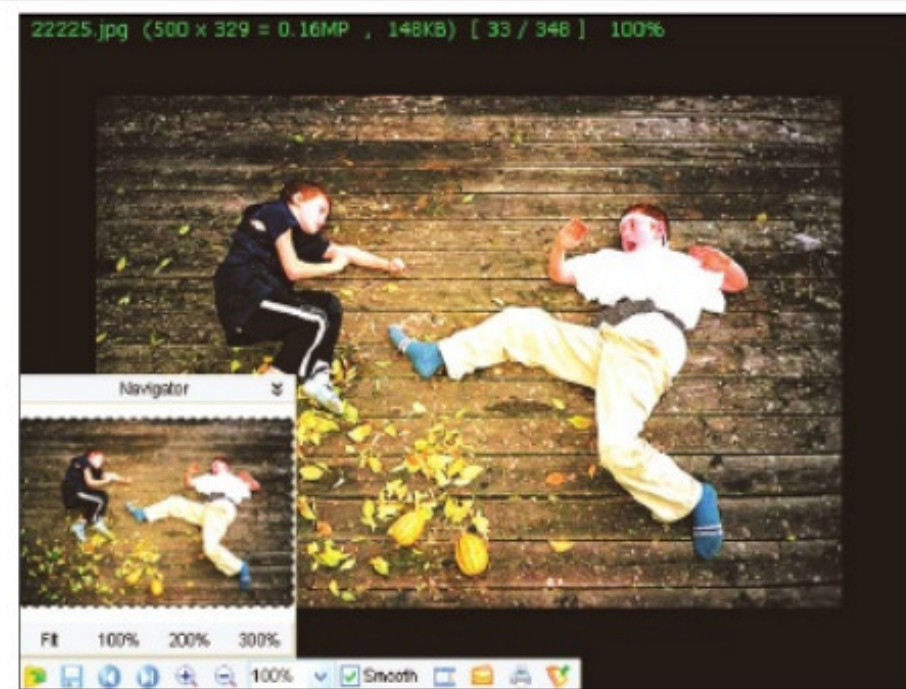 22225.jpg (500 x 329 = 0.16MP , 148KB) [ 33 / 348 ] 100%
Navigator
Fit 100% 200% 300%
100% Smooth